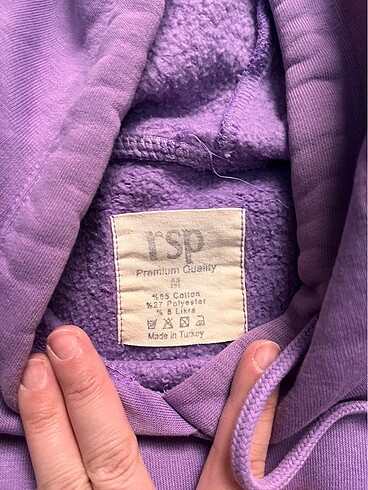 rsp
Premium Quality
%65 Cotton
%27 Polyester
% 8 Likra
Made in Turkey